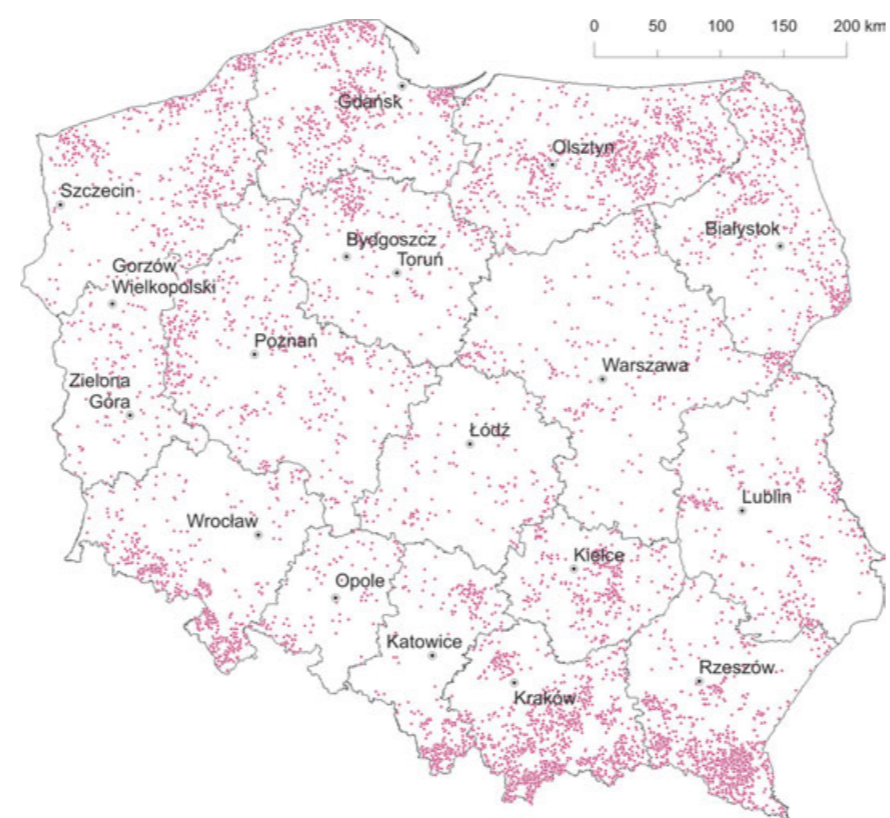 0 50 100 150 200 km
Gdańsk
Olsztyn
Szczecin
Białystok
Bydgoszcz
Toruń
Gorzów
Wielkopolski
Poznań
Warszawa
Zielona
Góra
Łódź
Lublin
Wrocław
Kielce
Opole
Katowice
Rzeszów
Kraków